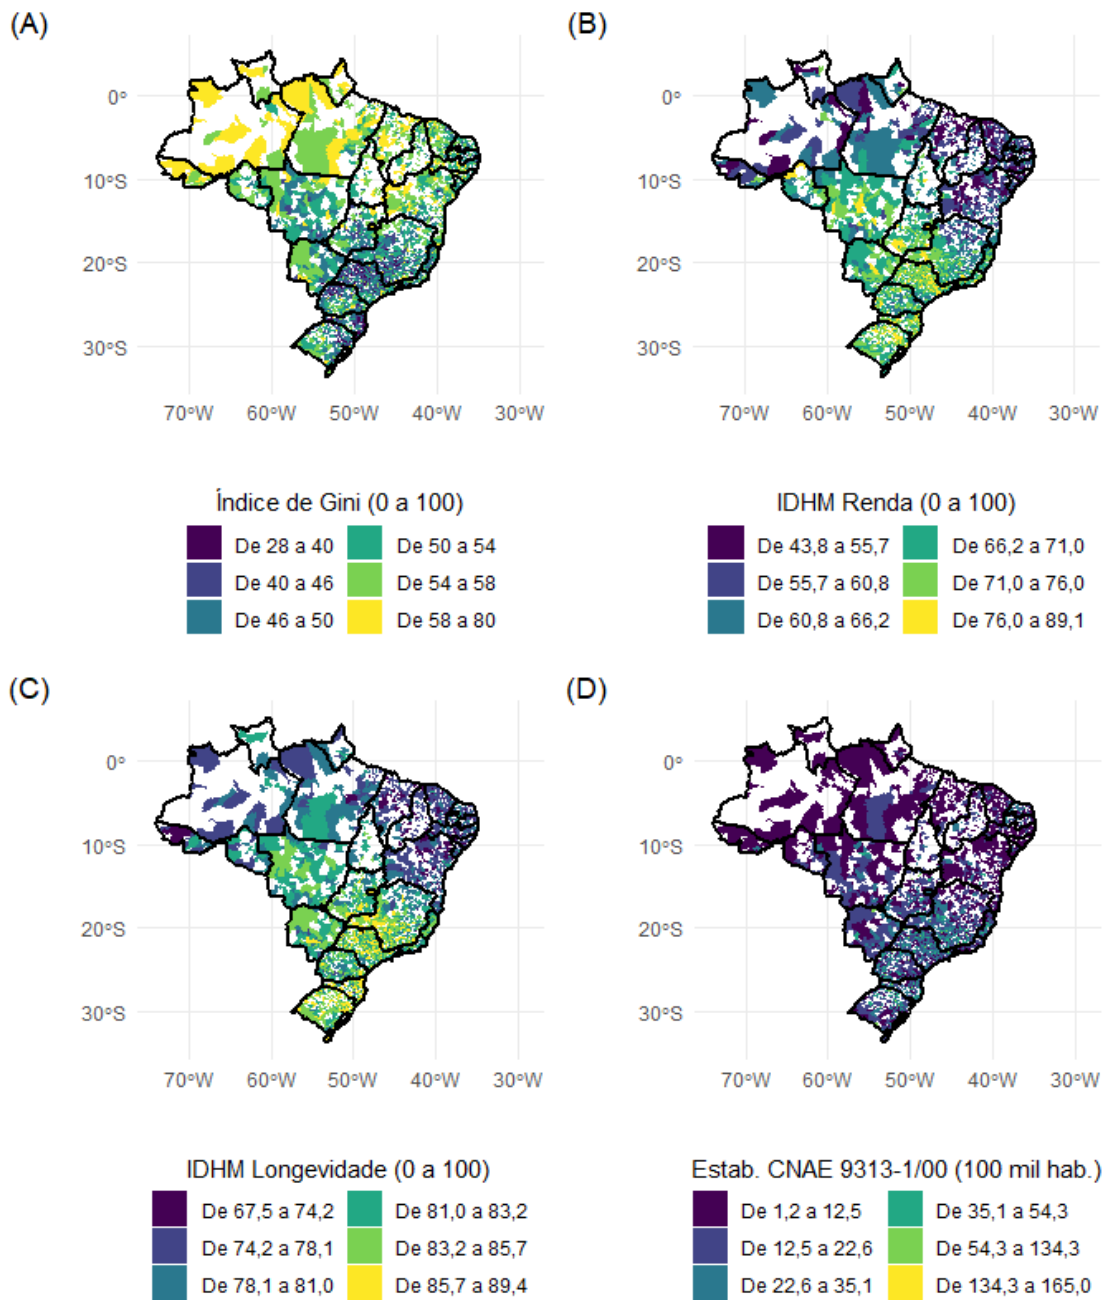 (A)
(B)
0°
10°S
20°S
30°S
70°W 60°W 50°W 40°W 30°W
0°
10°S
20°S
30°S
70°W 60°W 50°W 40°W 30°W
Índice de Gini (0 a 100)
De 28 a 40 De 50 a 54
De 40 a 46 De 54 a 58
De 46 a 50 De 58 a 80
IDHM Renda (0 a 100)
De 43,8 a 55,7 De 66,2 a 71,0
De 55,7 a 60,8 De 71,0 a 76,0
De 60,8 a 66,2 De 76,0 a 89,1
(C)
(D)
0°
10°S
20°S
30°S
70°W 60°W 50°W 40°W 30°W
0°
10°S
20°S
30°S
70°W 60°W 50°W 40°W 30°W
IDHM Longevidade (0 a 100)
De 67,5 a 74,2 De 81,0 a 83,2
De 74,2 a 78,1 De 83,2 a 85,7
De 78,1 a 81,0 De 85,7 a 89,4
Estab. CNAE 9313-1/00 (100 mil hab.)
De 1,2 a 12,5 De 35,1 a 54,3
De 12,5 a 22,6 De 54,3 a 134,3
De 22,6 a 35,1 De 134,3 a 165,0